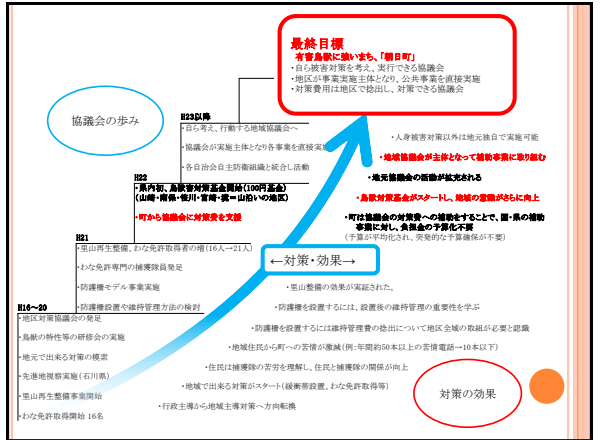 最終目標
有害鳥獣に強いまち、「朝日町」
・自ら被害対策を考え、実行できる協議会
・地区が事業実施主体となり、公共事業を直接実施
・対策費用は地区で捻出し、対策できる協議会
協議会の歩み
H23以降
・自ら考え、行動する地域協議会へ
・協議会が実施主体となり各事業を直接実施
・各自治会自主防衛組織と統合し活動
H22
・県内初、鳥獣害対策基金開始(100円基金)
(山崎・南保・笹川・宮崎・境=山沿いの地区)
・町から協議会に対策費を支援
H21
・里山再生整備、わな免許取得者の増(16人→21人)
・わな免許専門の捕獲隊員発足
・防護柵モデル事業実施
・防護柵設置や維持管理方法の検討
H16~20
・地区対策協議会の発足
・鳥獣の特性等の研修会の実施
・地元で出来る対策の模索
・先進地視察実施(石川県)
・里山再生整備事業開始
・わな免許取得開始 16名
←対策・効果→
・人身被害対策以外は地元独自で実施可能
・地域協議会が主体となって補助事業に取り組む
・地元協議会の活動が拡充される
・鳥獣対策基金がスタートし、地域の意識がさらに向上
・町は協議会の対策費への補助をすることで、国・県の補助
事業に対し、負担金の予算化不要
(予算が平均化され、突発的な予算確保が不要)
・里山整備の効果が実証された。
・防護柵を設置するには、設置後の維持管理の重要性を学ぶ
・防護柵を設置するには維持管理費の捻出について地区全域の取組が必要と認識
・地域住民から町への苦情が激減(例:年間約50本以上の苦情電話→10本以下)
・住民は捕獲隊の苦労を理解し、住民と捕獲隊の関係が向上
・地域で出来る対策がスタート(緩衝帯設置、わな免許取得等)
・行政主導から地域主導対策へ方向転換
対策の効果